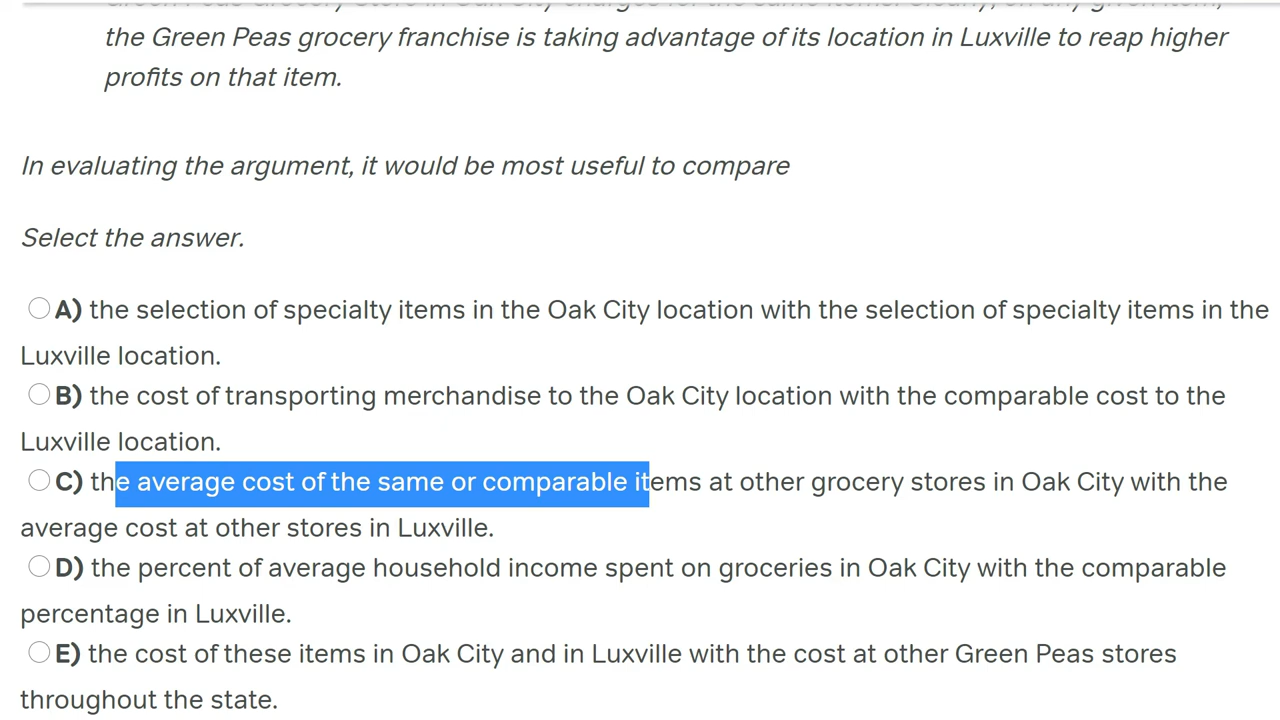 the Green Peas grocery franchise is taking advantage of its location in Luxville to reap higher
profits on that item.
In evaluating the argument, it would be most useful to compare
Select the answer.
A) the selection of specialty items in the Oak City location with the selection of specialty items in the
Luxville location.
B) the cost of transporting merchandise to the Oak City location with the comparable cost to the
Luxville location.
C) the average cost of the same or comparable items at other grocery stores in Oak City with the
average cost at other stores in Luxville.
D) the percent of average household income spent on groceries in Oak City with the comparable
percentage in Luxville.
E) the cost of these items in Oak City and in Luxville with the cost at other Green Peas stores
throughout the state.